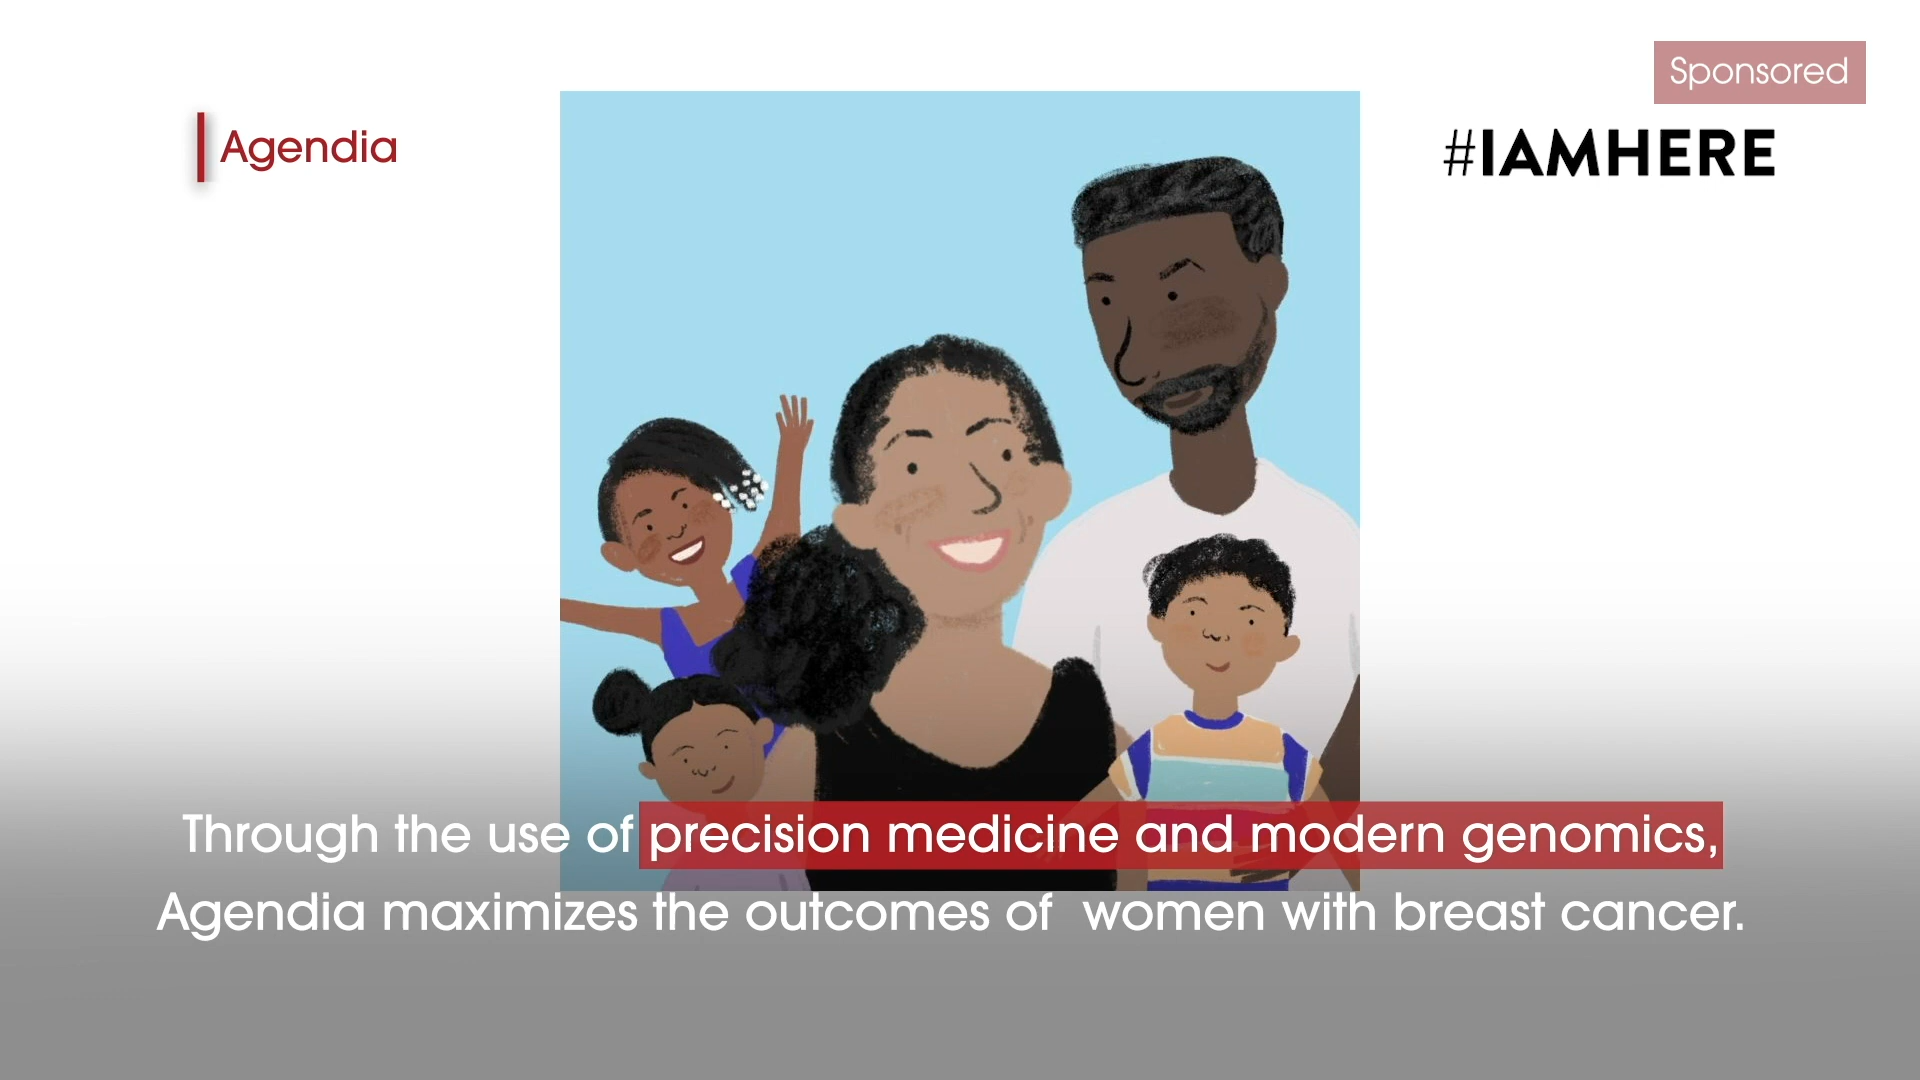 Sponsored
Agendia
#IAMHERE
Through the use of precision medicine and modern genomics,
Agendia maximizes the outcomes of women with breast cancer.